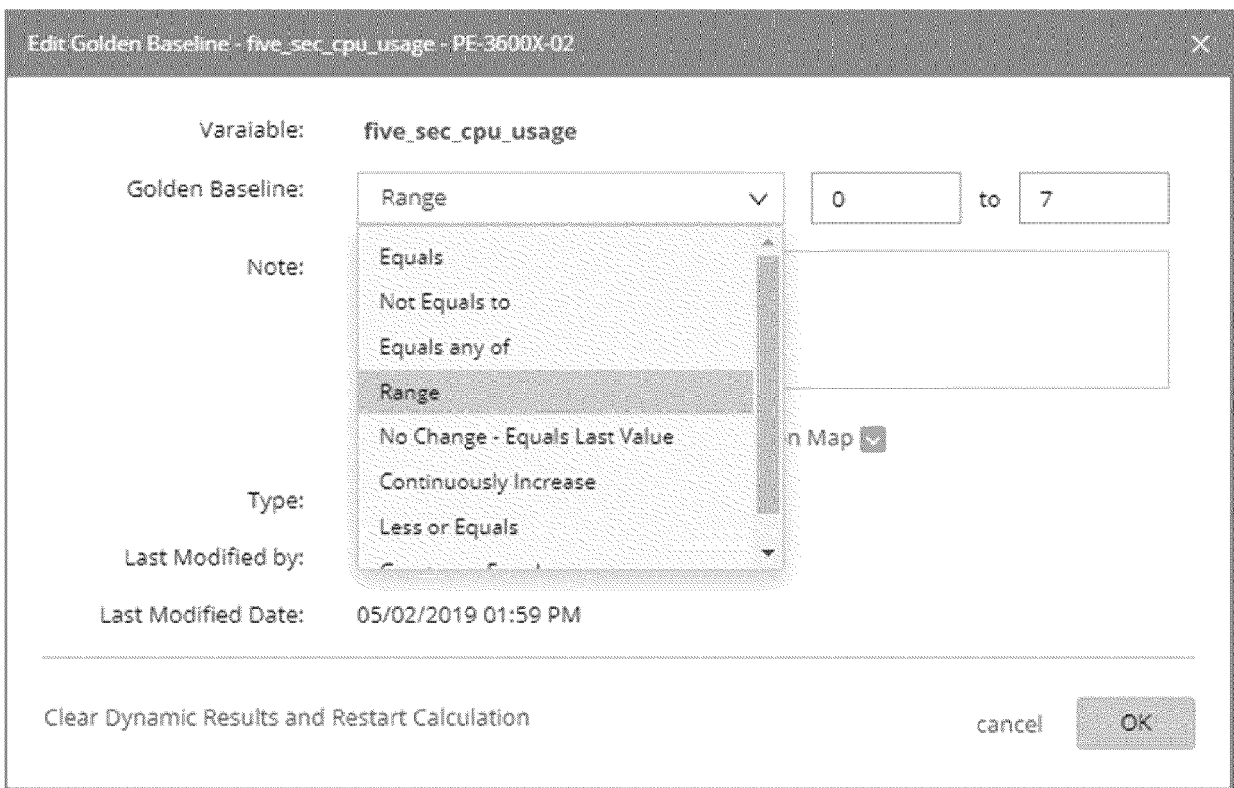 Edit Golden Baseline - five_sec_cpu_usage - PE-3600X-02
Varaiable: five_sec_cpu_usage
Golden Baseline: Range 0 to 7
Note:
Equals
Not Equals to
Equals any of
Range
No Change - Equals Last Value
n Map
Continuously Increase
Type:
Less or Equals
Last Modified by:
Last Modified Date: 05/02/2019 01:59 PM
Clear Dynamic Results and Restart Calculation
cancel OK